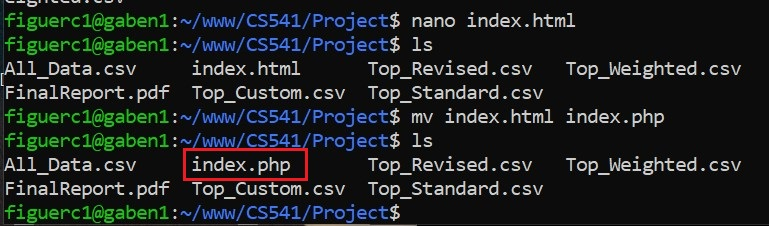 figuerc1@gaben1:~/www/CS541/Project$ nano index.html
figuerc1@gaben1:~/www/CS541/Project$ ls
All_Data.csv index.html Top_Revised.csv Top_Weighted.csv
FinalReport.pdf Top_Custom.csv Top_Standard.csv
figuerc1@gaben1:~/www/CS541/Project$ mv index.html index.php
figuerc1@gaben1:~/www/CS541/Project$ ls
All_Data.csv index.php Top_Revised.csv Top_Weighted.csv
FinalReport.pdf Top_Custom.csv Top_Standard.csv
figuerc1@gaben1:~/www/CS541/Project$